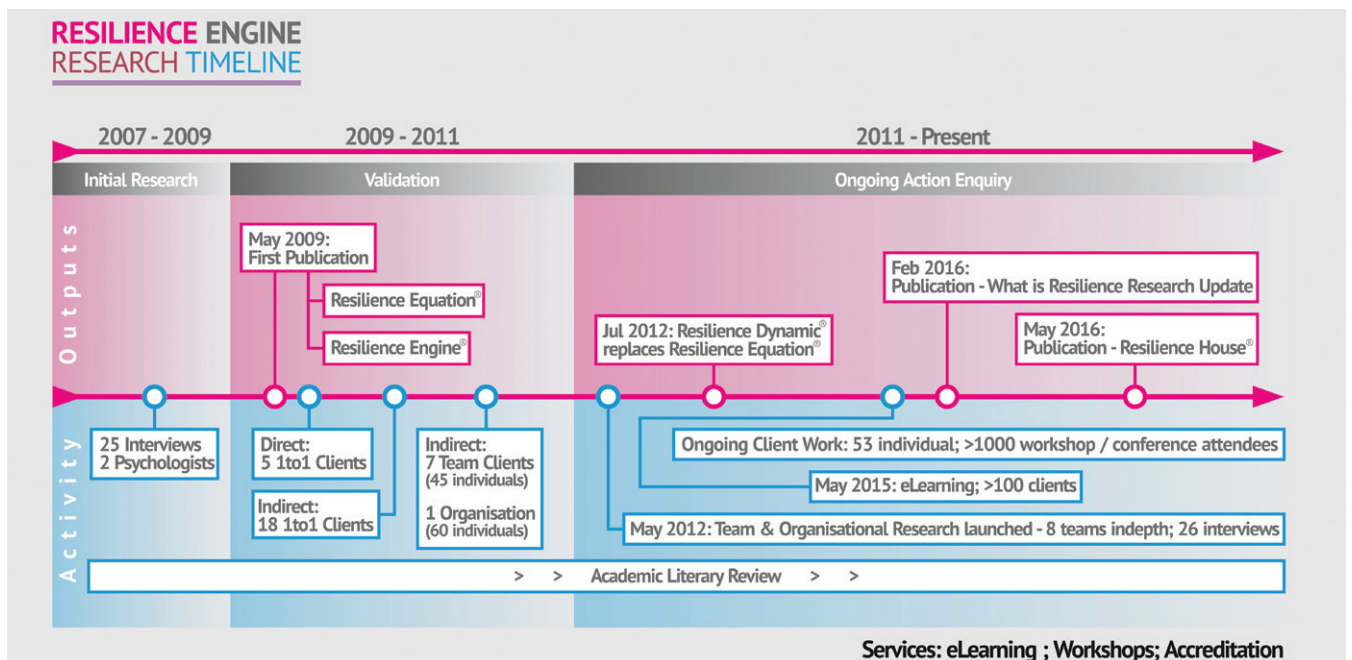 RESILIENCE ENGINE
RESEARCH TIMELINE
2007 - 2009
2009 - 2011
2011 - Present
Initial Research
Validation
Ongoing Action Enquiry
Outputs
May 2009:
First Publication
Resilience Equation®
Resilience Engine®
Jul 2012: Resilience Dynamic®
replaces Resilience Equation®
Feb 2016:
Publication - What is Resilience Research Update
May 2016:
Publication - Resilience House®
Activity
25 Interviews
2 Psychologists
Direct:
5 1to1 Clients
Indirect:
18 1to1 Clients
Indirect:
7 Team Clients
(45 individuals)
1 Organisation
(60 individuals)
Ongoing Client Work: 53 individual; >1000 workshop / conference attendees
May 2015: eLearning; >100 clients
May 2012: Team & Organisational Research launched - 8 teams indepth; 26 interviews
> > Academic Literary Review > >
Services: eLearning ; Workshops; Accreditation